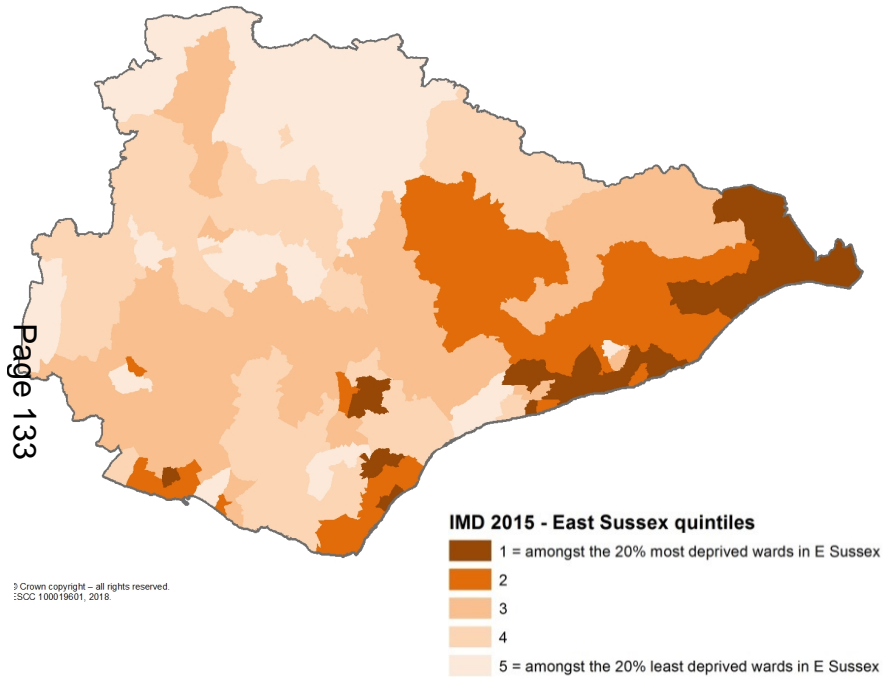 Page 133
IMD 2015 - East Sussex quintiles
1 = amongst the 20% most deprived wards in E Sussex
2
3
4
5 = amongst the 20% least deprived wards in E Sussex
© Crown copyright – all rights reserved.
ESCC 100019601, 2018.